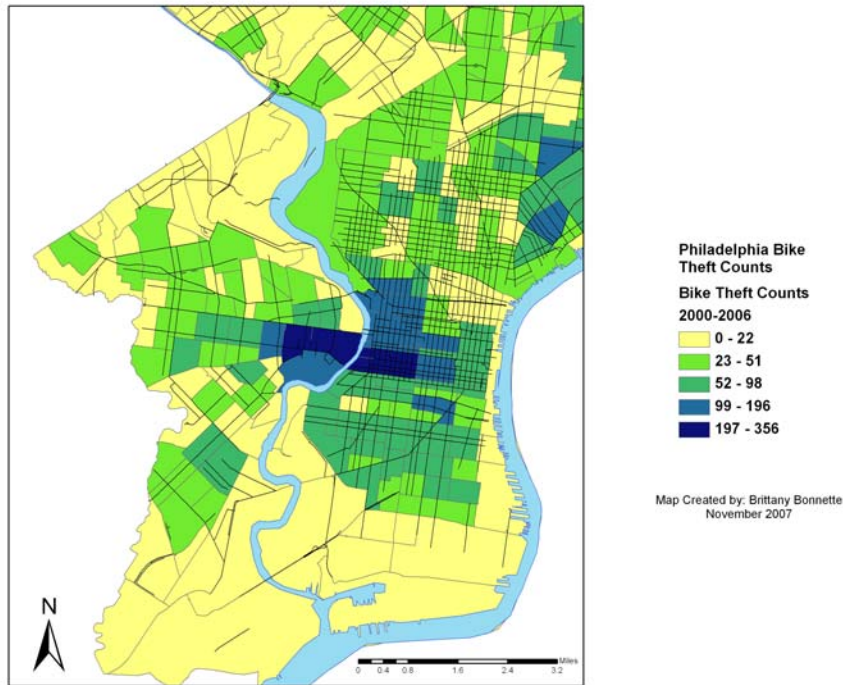 Philadelphia Bike
Theft Counts
Bike Theft Counts
2000-2006
0 - 22
23 - 51
52 - 98
99 - 196
197 - 356
Map Created by: Brittany Bonnette
November 2007
N
Miles
0 0.4 0.8 1.6 2.4 3.2